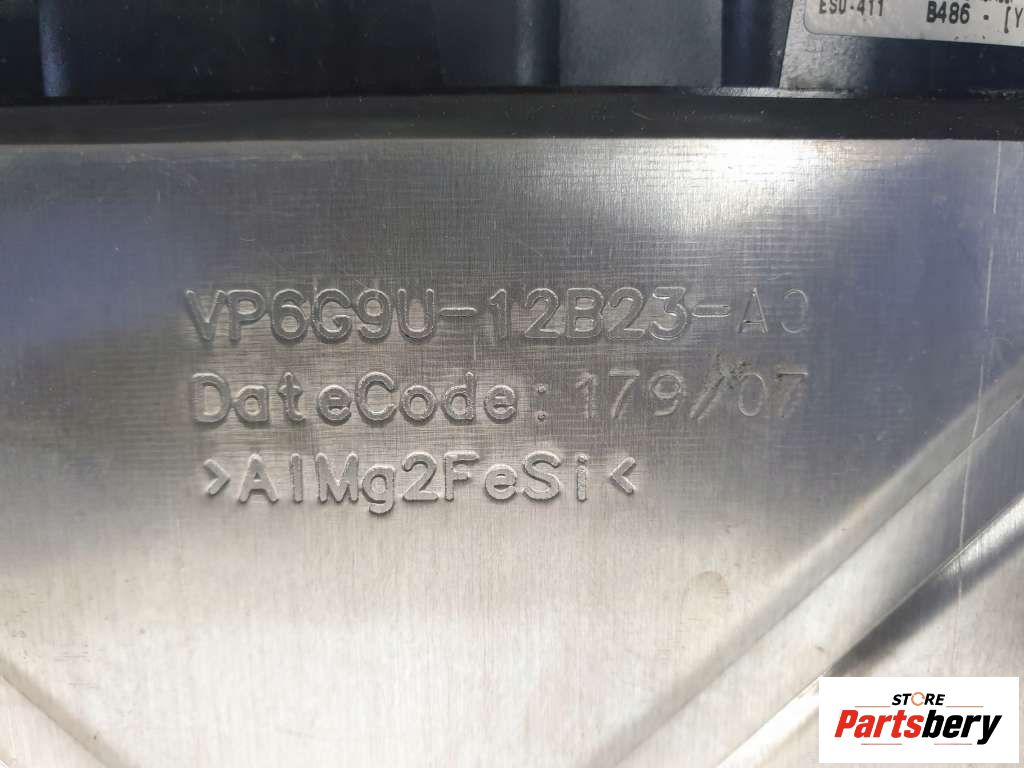 ESU-411 B486 - [Y
VP6G9U-12B23-A
DateCode: 179/07
>AlMg2FeSi<
STORE
Partsbery